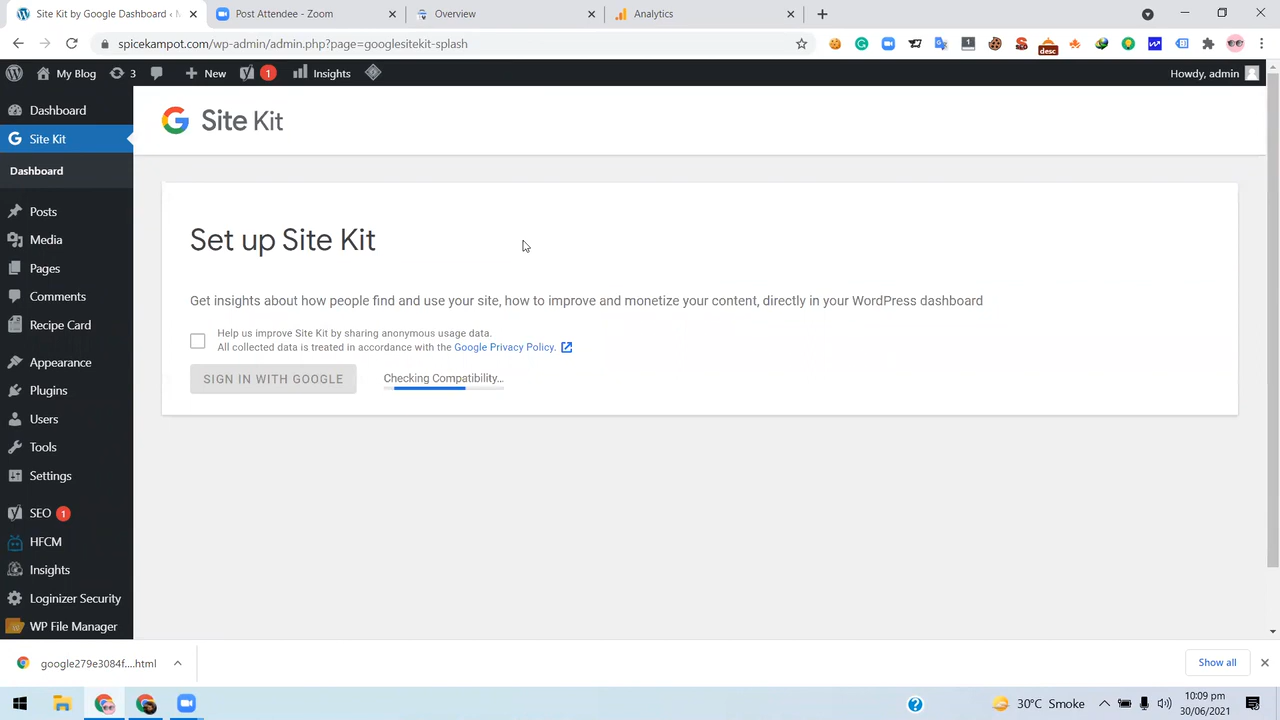 Site Kit by Google Dashboard ‹ M
Post Attendee - Zoom
Overview
Analytics
spicekampot.com/wp-admin/admin.php?page=googlesitekit-splash
desc
My Blog
3
New
1
Insights
Howdy, admin
Dashboard
Site Kit
Dashboard
Posts
Media
Pages
Comments
Recipe Card
Appearance
Plugins
Users
Tools
Settings
SEO 1
HFCM
Insights
Loginizer Security
WP File Manager
Site Kit
Set up Site Kit
Get insights about how people find and use your site, how to improve and monetize your content, directly in your WordPress dashboard
Help us improve Site Kit by sharing anonymous usage data.
All collected data is treated in accordance with the Google Privacy Policy.
SIGN IN WITH GOOGLE
Checking Compatibility...
google279e3084f....html
Show all
30°C Smoke
10:09 pm
30/06/2021